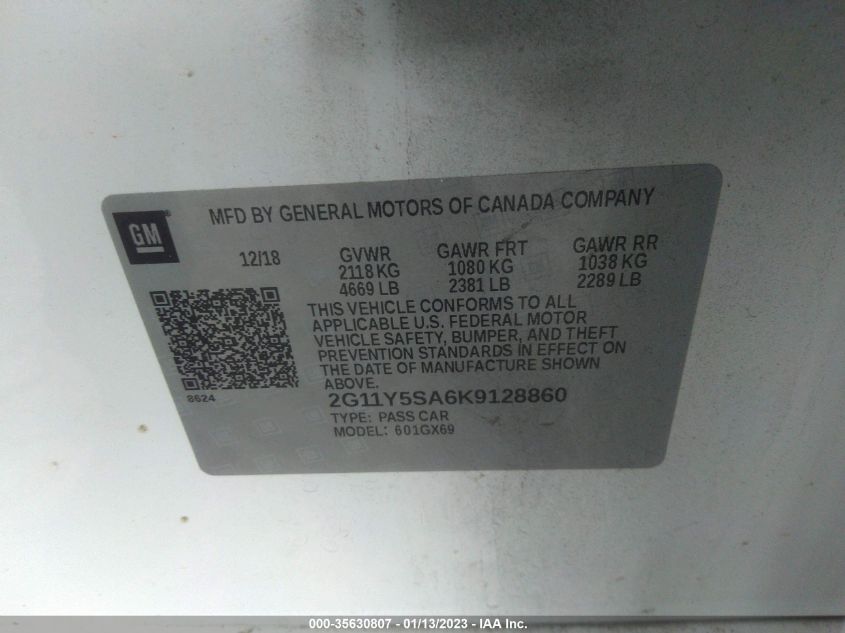 GM ®
MFD BY GENERAL MOTORS OF CANADA COMPANY
12/18 GVWR GAWR FRT GAWR RR
2118 KG 1080 KG 1038 KG
4669 LB 2381 LB 2289 LB
THIS VEHICLE CONFORMS TO ALL
APPLICABLE U.S. FEDERAL MOTOR
VEHICLE SAFETY, BUMPER, AND THEFT
PREVENTION STANDARDS IN EFFECT ON
THE DATE OF MANUFACTURE SHOWN
ABOVE.
8624
2G11Y5SA6K9128860
TYPE: PASS CAR
MODEL: 601GX69
000-35630807 — 01/13/2023 — IAA Inc.